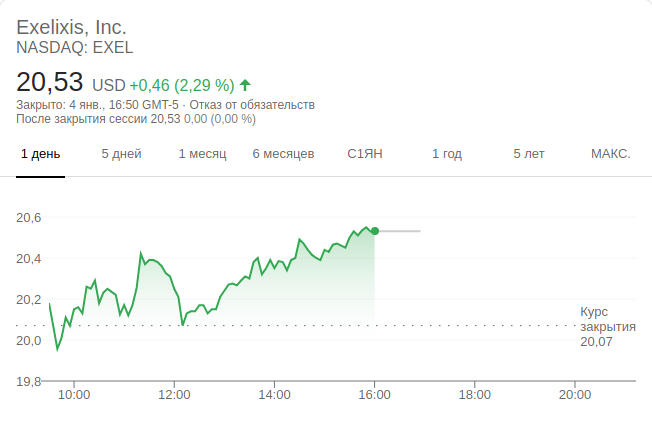 Exelixis, Inc.
NASDAQ: EXEL
20,53 USD +0,46 (2,29 %)
Закрыто: 4 янв., 16:50 GMT-5 · Отказ от обязательств
После закрытия сессии 20,53 0,00 (0,00 %)
1 день 5 дней 1 месяц 6 месяцев С1ЯН 1 год 5 лет МАКС.
20,6
20,4
20,2
Курс
закрытия
20,07
20,0
19,8
10:00 12:00 14:00 16:00 18:00 20:00